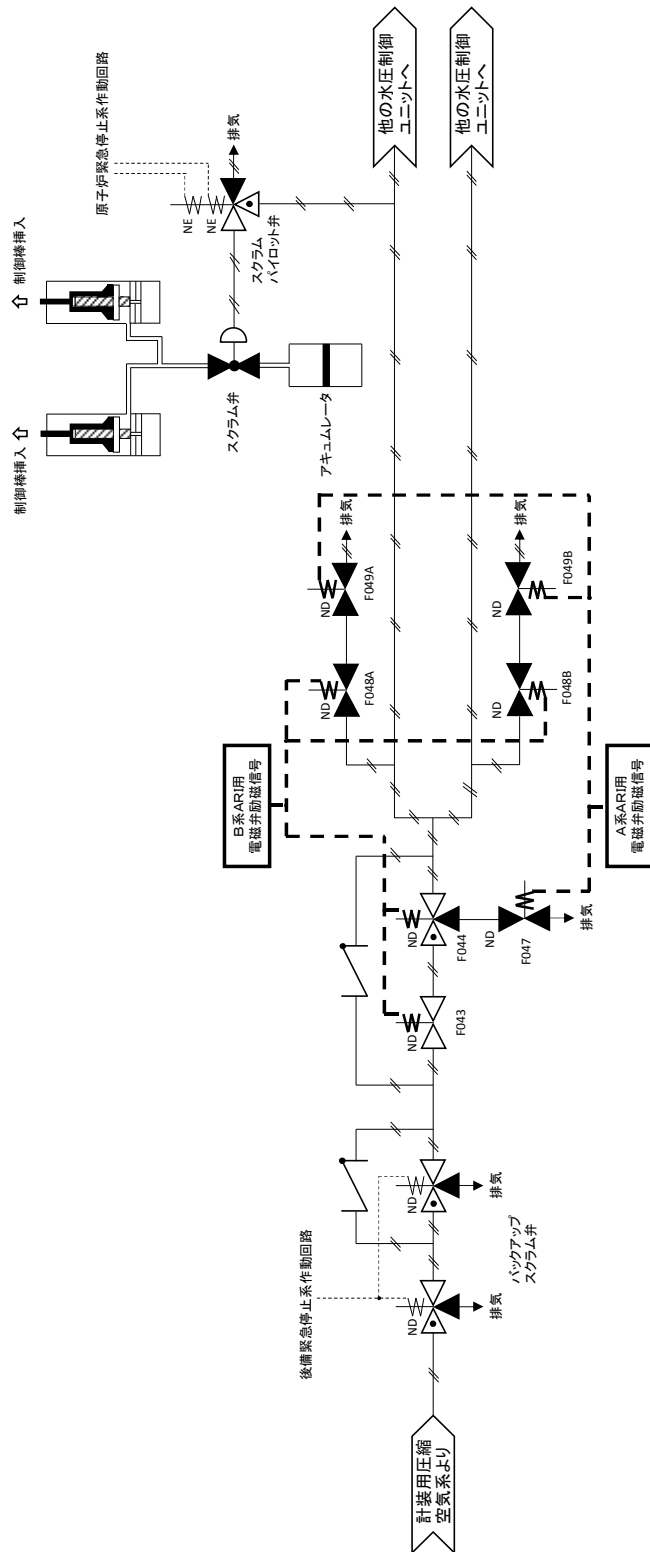 計装用圧縮
空気系より
後備緊急停止系作動回路
ND
排気
ND
排気
バックアップ
スクラム弁
ND
F043
ND
F044
ND
F047
排気
B系ARI用
電磁弁励磁信号
A系ARI用
電磁弁励磁信号
ND
F048A
ND
F049A
排気
ND
F048B
ND
F049B
排気
制御棒挿入
制御棒挿入
スクラム弁
アキュムレータ
原子炉緊急停止系作動回路
NE
NE
スクラム
パイロット弁
排気
他の水圧制御
ユニットへ
他の水圧制御
ユニットへ